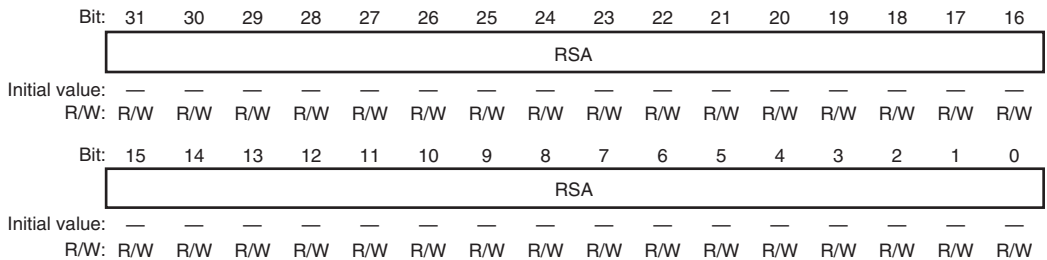 Bit: 31 30 29 28 27 26 25 24 23 22 21 20 19 18 17 16
RSA
Initial value: — — — — — — — — — — — — — — — —
R/W: R/W R/W R/W R/W R/W R/W R/W R/W R/W R/W R/W R/W R/W R/W R/W R/W
Bit: 15 14 13 12 11 10 9 8 7 6 5 4 3 2 1 0
RSA
Initial value: — — — — — — — — — — — — — — — —
R/W: R/W R/W R/W R/W R/W R/W R/W R/W R/W R/W R/W R/W R/W R/W R/W R/W